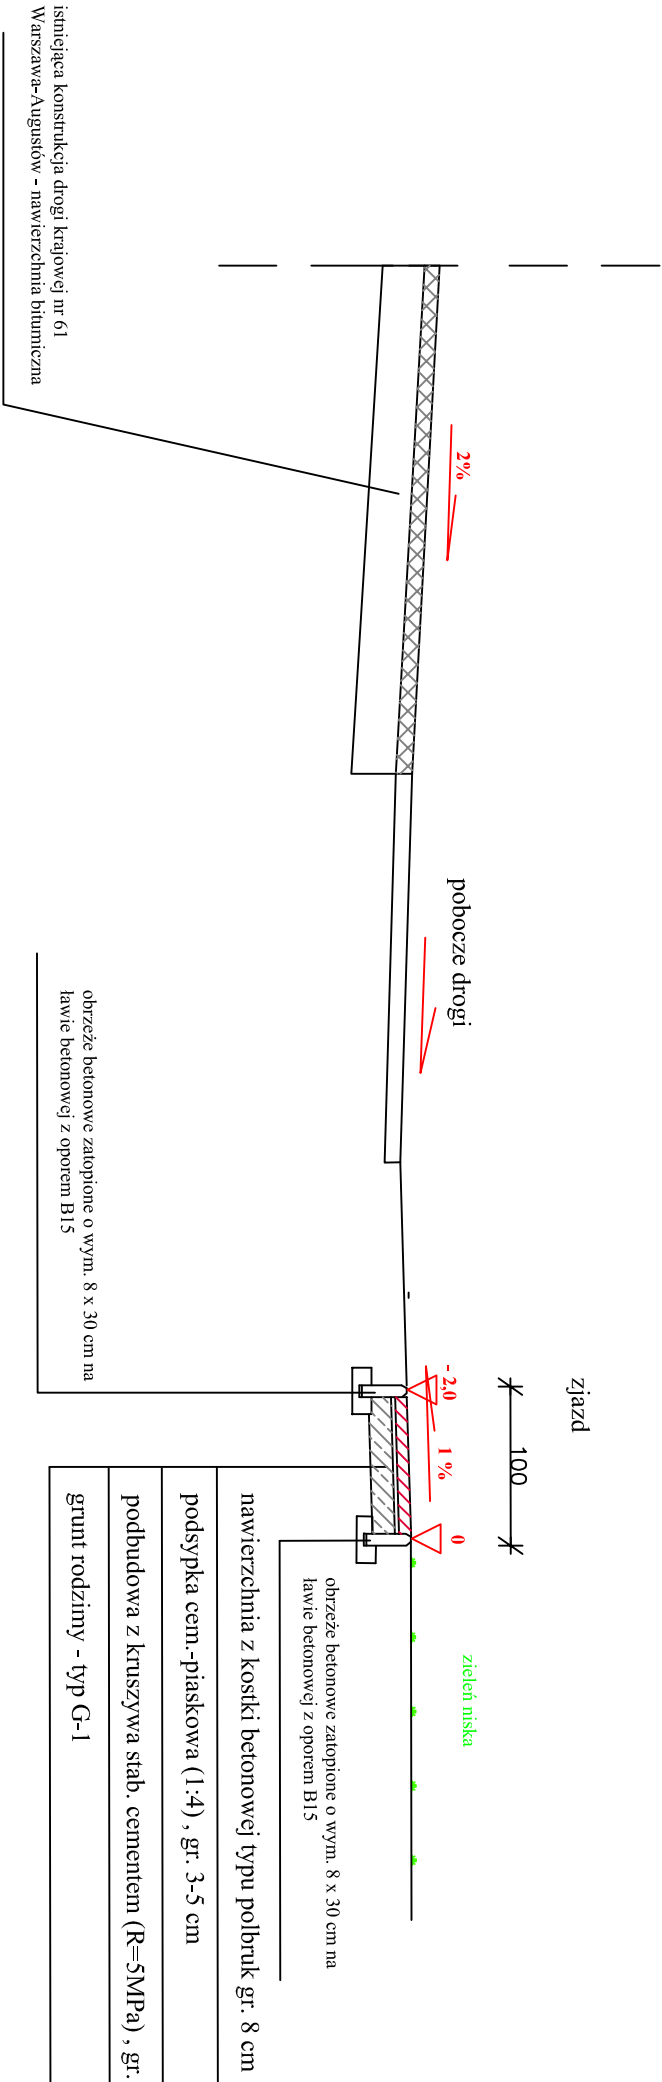 zjazd
100
pobocze drogi
2%
-2,0
1 %
0
zieleń niska
istniejąca konstrukcja drogi krajowej nr 61
Warszawa-Augustów - nawierzchnia bitumiczna
obrzeże betonowe zatopione o wym. 8 x 30 cm na
ławie betonowej z oporem B15
obrzeże betonowe zatopione o wym. 8 x 30 cm na
ławie betonowej z oporem B15
nawierzchnia z kostki betonowej typu polbruk gr. 8 cm
podsypka cem.-piaskowa (1:4) , gr. 3-5 cm
podbudowa z kruszywa stab. cementem (R=5MPa) , gr.
grunt rodzimy - typ G-1